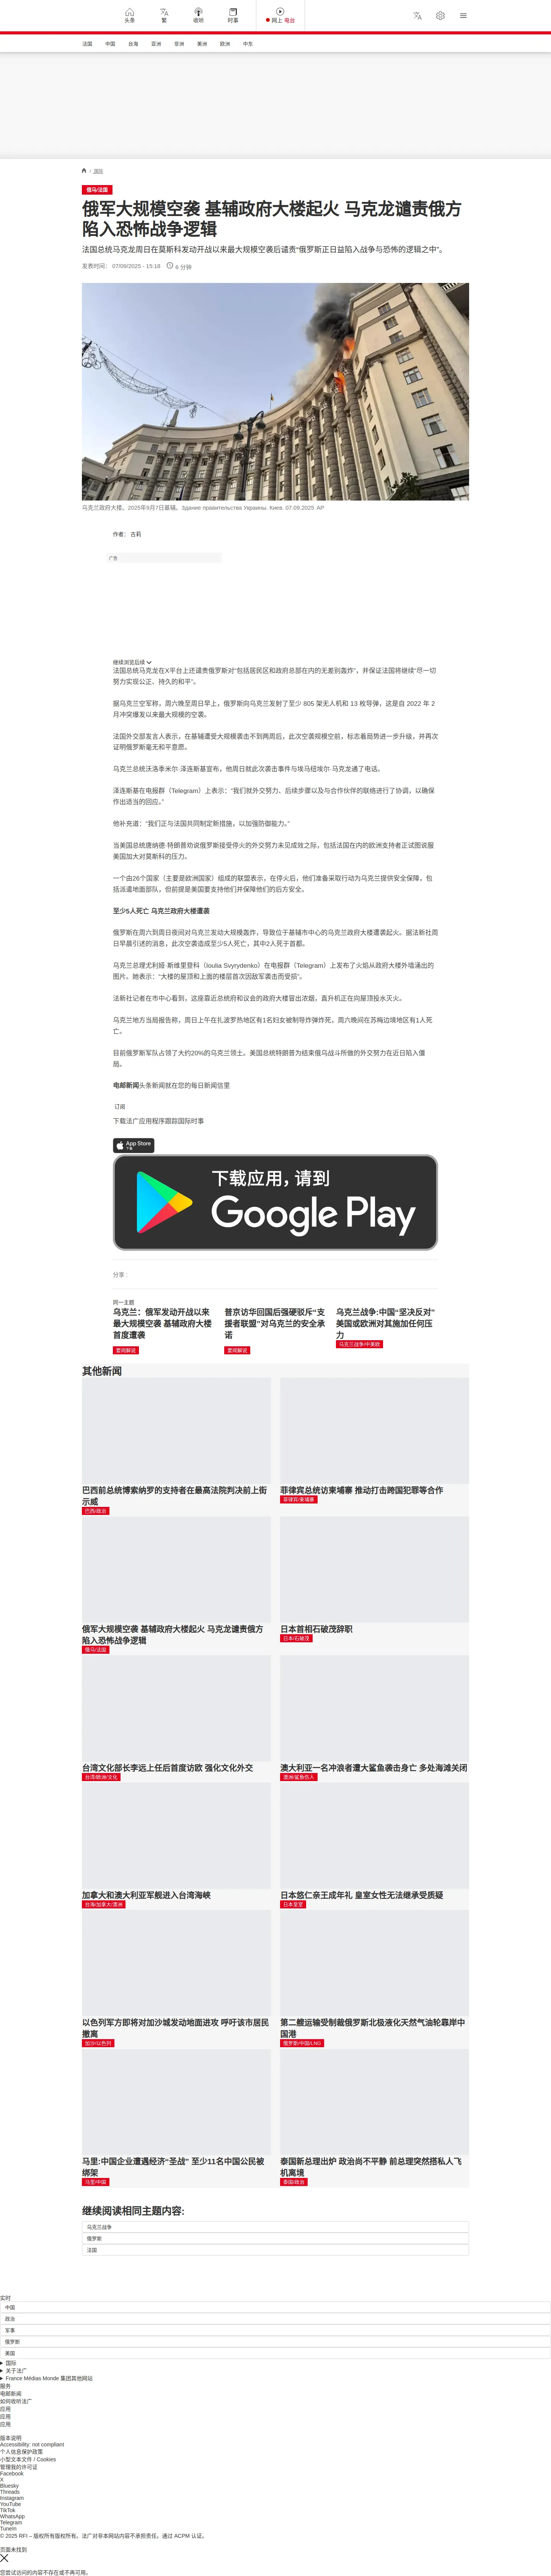 头条
繁
收听
时事
网上 电台
法国 中国 台海 亚洲 非洲 美洲 欧洲 中东
/ 国际
俄乌/法国
俄军大规模空袭 基辅政府大楼起火 马克龙谴责俄方
陷入恐怖战争逻辑
法国总统马克龙周日在莫斯科发动开战以来最大规模空袭后谴责“俄罗斯正日益陷入战争与恐怖的逻辑之中”。
发表时间： 07/09/2025 - 15:18 6 分钟
乌克兰政府大楼。2025年9月7日基辅。Здание правительства Украины. Киев. 07.09.2025 AP
作者： 古莉
广告
继续浏览后续
法国总统马克龙在X平台上还谴责俄罗斯对“包括居民区和政府总部在内的无差别轰炸”，并保证法国将继续“尽一切
努力实现公正、持久的和平”。
据乌克兰空军称，周六晚至周日早上，俄罗斯向乌克兰发射了至少 805 架无人机和 13 枚导弹，这是自 2022 年 2
月冲突爆发以来最大规模的空袭。
法国外交部发言人表示，在基辅遭受大规模袭击不到两周后，此次空袭规模空前，标志着局势进一步升级，并再次
证明俄罗斯毫无和平意愿。
乌克兰总统沃洛季米尔·泽连斯基宣布，他周日就此次袭击事件与埃马纽埃尔·马克龙通了电话。
泽连斯基在电报群（Telegram）上表示：“我们就外交努力、后续步骤以及与合作伙伴的联络进行了协调，以确保
作出适当的回应。”
他补充道：“我们正与法国共同制定新措施，以加强防御能力。”
当美国总统唐纳德·特朗普劝说俄罗斯接受停火的外交努力未见成效之际，包括法国在内的欧洲支持者正试图说服
美国加大对莫斯科的压力。
一个由26个国家（主要是欧洲国家）组成的联盟表示，在停火后，他们准备采取行动为乌克兰提供安全保障，包
括派遣地面部队，但前提是美国要支持他们并保障他们的后方安全。
至少5人死亡 乌克兰政府大楼遭袭
俄罗斯在周六到周日夜间对乌克兰发动大规模轰炸，导致位于基辅市中心的乌克兰政府大楼遭袭起火。据法新社周
日早晨引述的消息，此次空袭造成至少5人死亡，其中2人死于首都。
乌克兰总理尤利娅·斯维里登科（Ioulia Svyrydenko）在电报群（Telegram）上发布了火焰从政府大楼外墙涌出的
图片。她表示：“大楼的屋顶和上面的楼层首次因敌军袭击而受损”。
法新社记者在市中心看到，这座靠近总统府和议会的政府大楼冒出浓烟，直升机正在向屋顶投水灭火。
乌克兰地方当局报告称，周日上午在扎波罗热地区有1名妇女被制导炸弹炸死，周六晚间在苏梅边境地区有1人死
亡。
目前俄罗斯军队占领了大约20%的乌克兰领土。美国总统特朗普为结束俄乌战斗所做的外交努力在近日陷入僵
局。
电邮新闻头条新闻就在您的每日新闻信里
订阅
下载法广应用程序跟踪国际时事
App Store
下载
下载应用，请到
Google Play
分享 :
同一主题
乌克兰：俄军发动开战以来
最大规模空袭 基辅政府大楼
首度遭袭
要闻解说
普京访华回国后强硬驳斥“支
援者联盟”对乌克兰的安全承
诺
要闻解说
乌克兰战争:中国“坚决反对”
美国或欧洲对其施加任何压
力
乌克兰战争/中美欧
其他新闻
巴西前总统博索纳罗的支持者在最高法院判决前上街
示威
巴西/政治
菲律宾总统访柬埔寨 推动打击跨国犯罪等合作
菲律宾/柬埔寨
俄军大规模空袭 基辅政府大楼起火 马克龙谴责俄方
陷入恐怖战争逻辑
俄乌/法国
日本首相石破茂辞职
日本/石破茂
台湾文化部长李远上任后首度访欧 强化文化外交
台湾/欧洲/文化
澳大利亚一名冲浪者遭大鲨鱼袭击身亡 多处海滩关闭
澳洲/鲨鱼伤人
加拿大和澳大利亚军舰进入台湾海峡
台海/加拿大/澳洲
日本悠仁亲王成年礼 皇室女性无法继承受质疑
日本皇室
以色列军方即将对加沙城发动地面进攻 呼吁该市居民
撤离
加沙/以色列
第二艘运输受制裁俄罗斯北极液化天然气油轮靠岸中
国港
俄罗斯/中国/LNG
马里:中国企业遭遇经济“圣战” 至少11名中国公民被
绑架
马里/中国
泰国新总理出炉 政治尚不平静 前总理突然搭私人飞
机离境
泰国/政治
继续阅读相同主题内容:
乌克兰战争
俄罗斯
法国
实时
中国
政治
军事
俄罗斯
美国
国际
关于法广
France Médias Monde 集团其他网站
服务
电邮新闻
如何收听法广
应用
应用
应用
版本说明
Accessibility: not compliant
个人信息保护政策
小型文本文件 / Cookies
管理我的许可证
Facebook
X
Bluesky
Threads
Instagram
YouTube
TikTok
WhatsApp
Telegram
TuneIn
© 2025 RFI – 版权所有版权所有。法广对非本网站内容不承担责任。通过 ACPM 认证。
页面未找到
您尝试访问的内容不存在或不再可用。